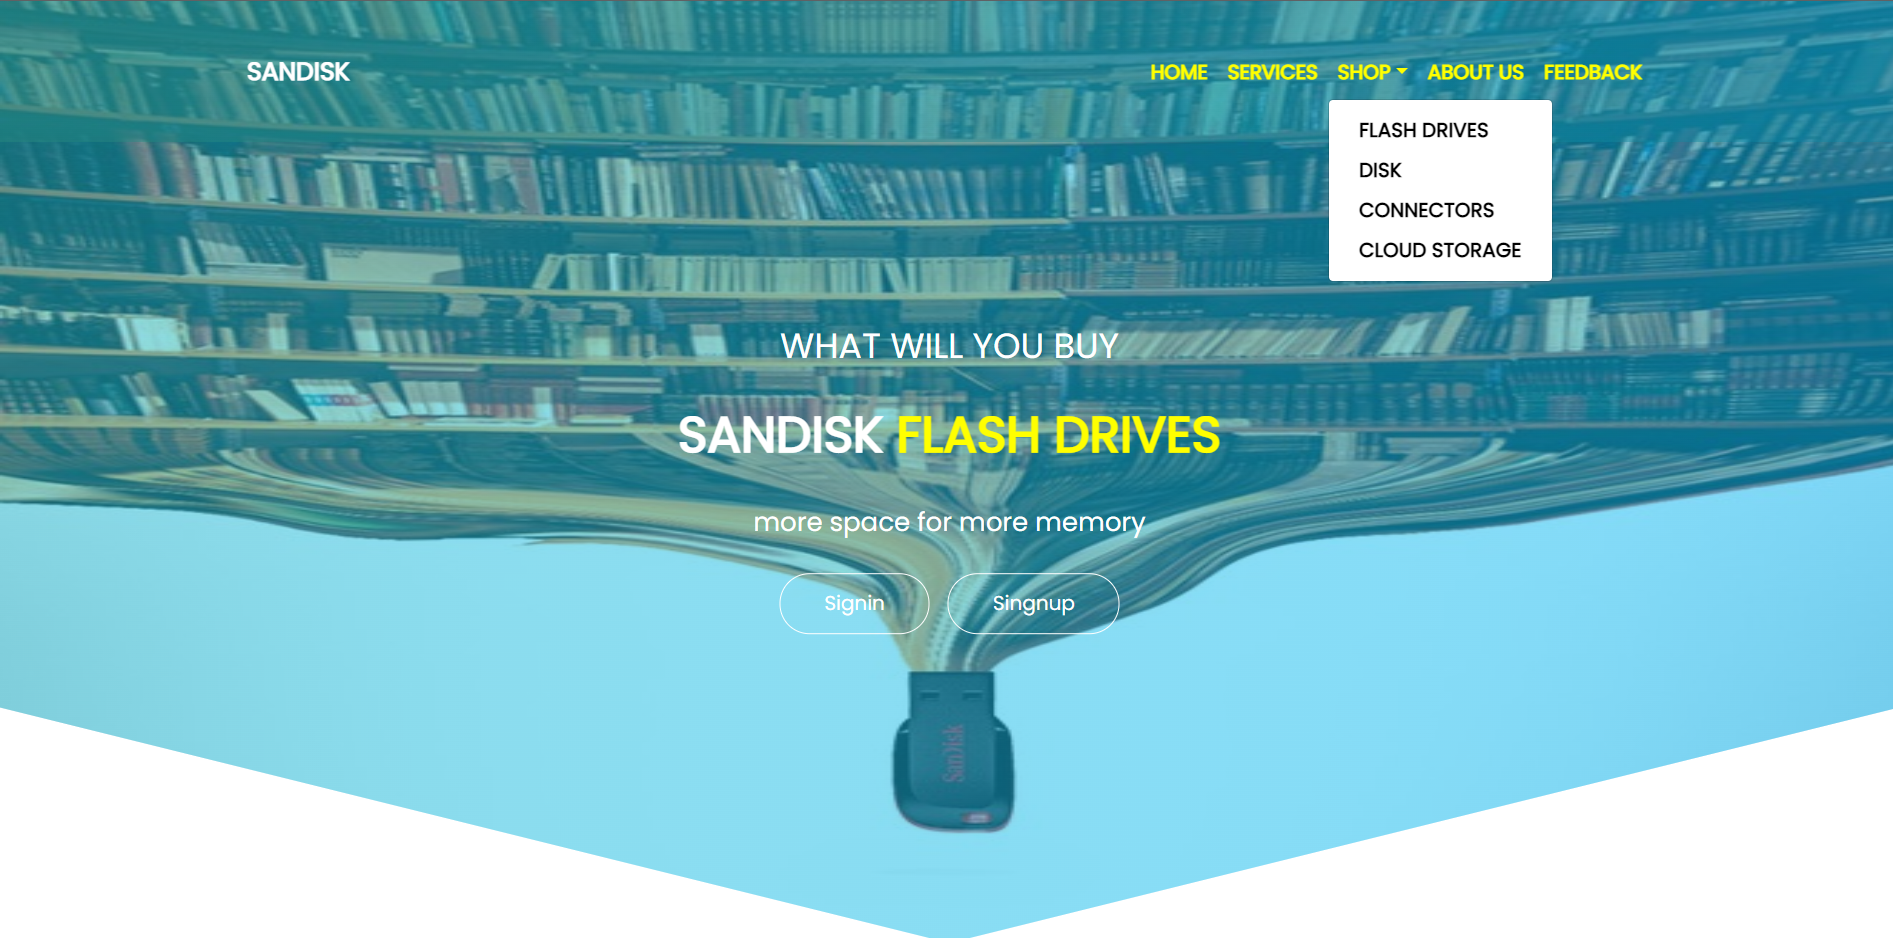 SANDISK
HOME SERVICES SHOP ABOUT US FEEDBACK
FLASH DRIVES
DISK
CONNECTORS
CLOUD STORAGE
WHAT WILL YOU BUY
SANDISK FLASH DRIVES
more space for more memory
Signin Singnup
SanDisk